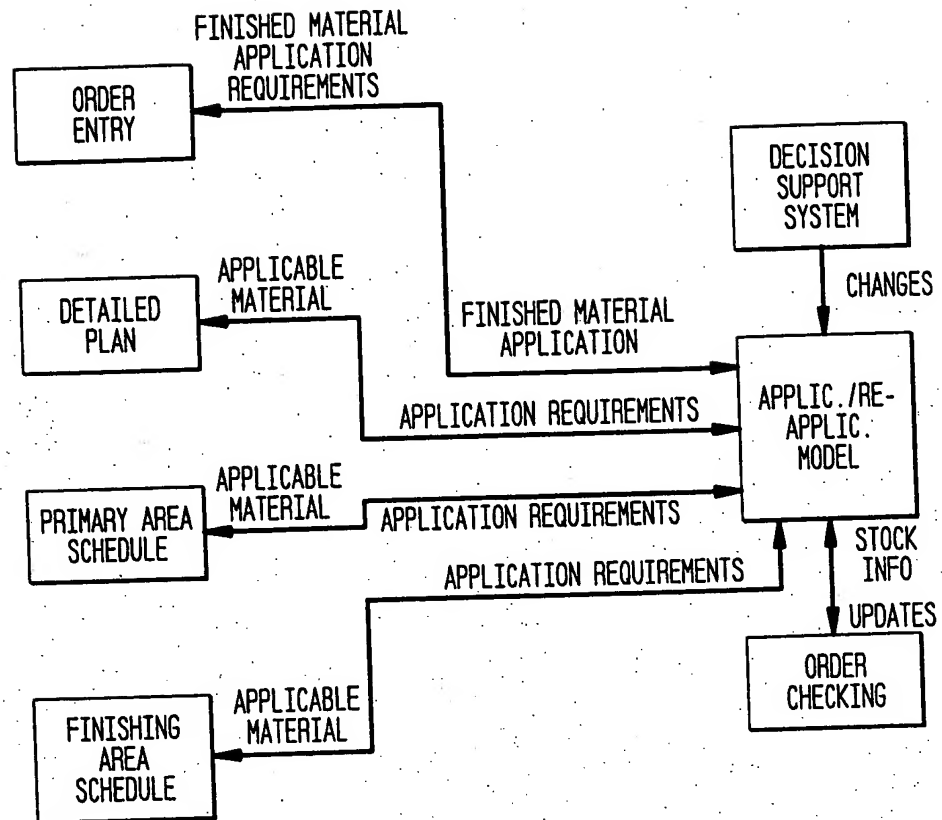 FINISHED MATERIAL
APPLICATION
REQUIREMENTS
ORDER
ENTRY
DECISION
SUPPORT
SYSTEM
CHANGES
APPLICABLE
MATERIAL
DETAILED
PLAN
FINISHED MATERIAL
APPLICATION
APPLICATION REQUIREMENTS
APPLIC./RE-
APPLIC.
MODEL
APPLICABLE
MATERIAL
PRIMARY AREA
SCHEDULE
APPLICATION REQUIREMENTS
STOCK
INFO
APPLICATION REQUIREMENTS
UPDATES
ORDER
CHECKING
APPLICABLE
MATERIAL
FINISHING
AREA
SCHEDULE